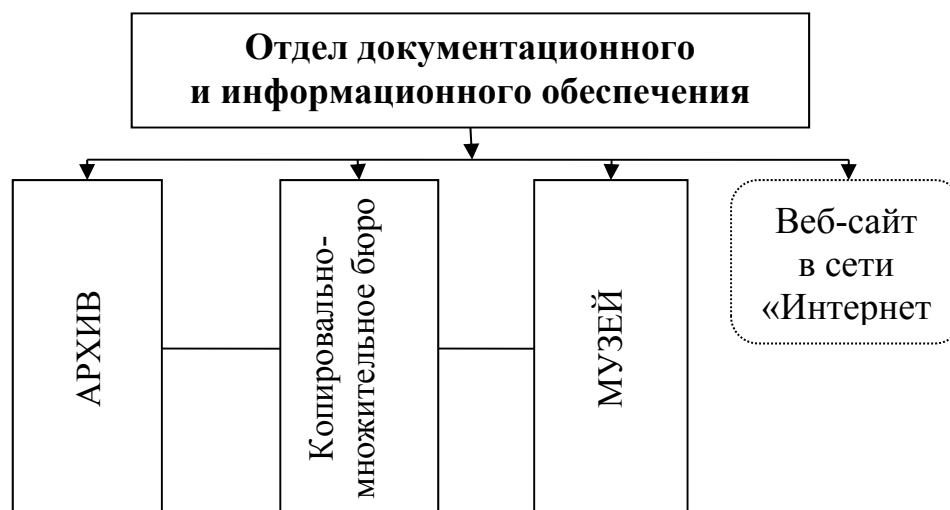 Отдел документационного
и информационного обеспечения
АРХИВ
Копировально-
множительное бюро
МУЗЕЙ
Веб-сайт
в сети
«Интернет